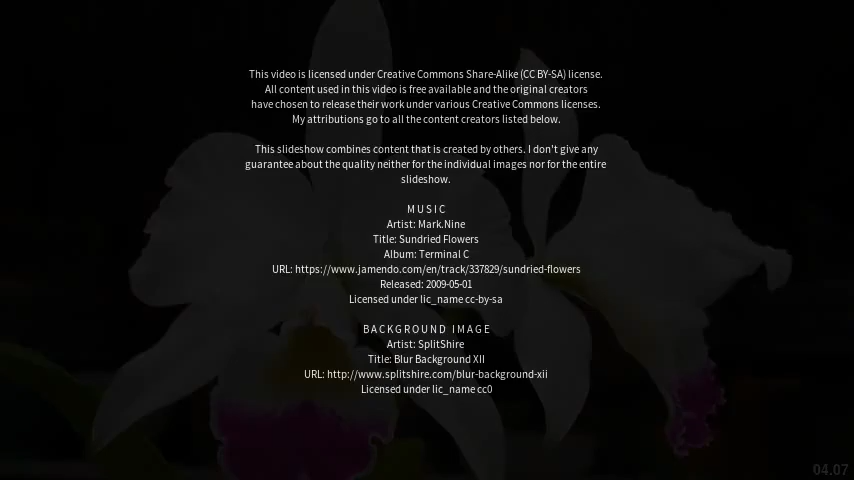 This video is licensed under Creative Commons Share-Alike (CC BY-SA) license.
All content used in this video is free available and the original creators
have chosen to release their work under various Creative Commons licenses.
My attributions go to all the content creators listed below.
This slideshow combines content that is created by others. I don't give any
guarantee about the quality neither for the individual images nor for the entire
slideshow.
MUSIC
Artist: Mark.Nine
Title: Sundried Flowers
Album: Terminal C
URL: https://www.jamendo.com/en/track/337829/sundried-flowers
Released: 2009-05-01
Licensed under lic_name cc-by-sa
BACKGROUND IMAGE
Artist: SplitShire
Title: Blur Background XII
URL: http://www.splitshire.com/blur-background-xii
Licensed under lic_name cc0
04.07